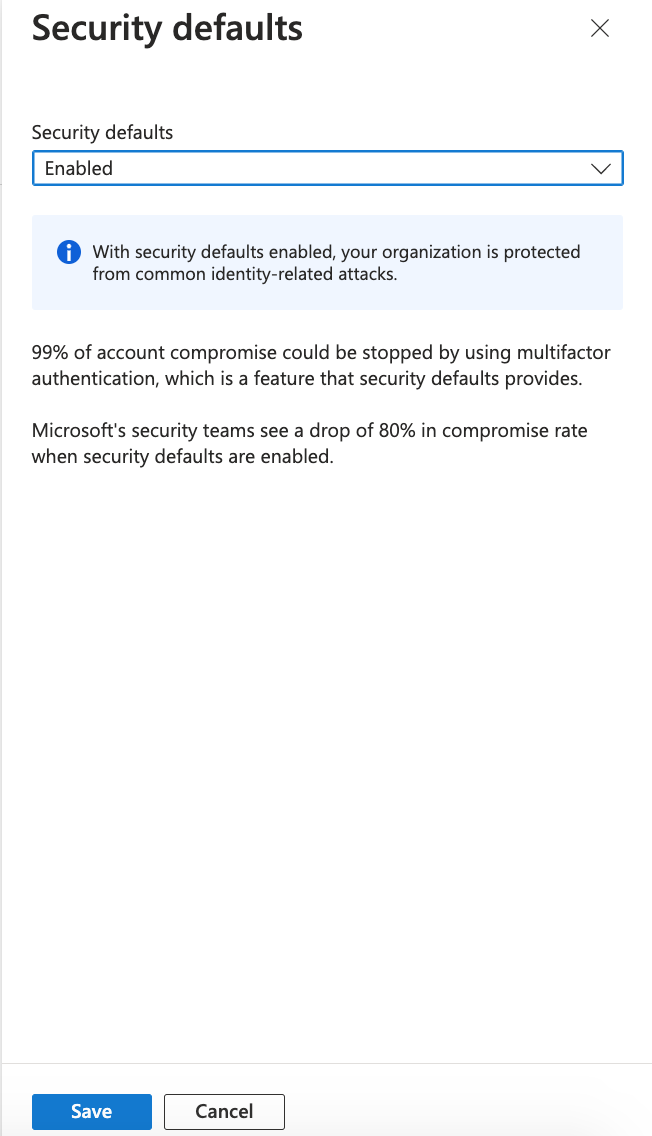 Security defaults
Security defaults
Enabled
With security defaults enabled, your organization is protected
from common identity-related attacks.
99% of account compromise could be stopped by using multifactor
authentication, which is a feature that security defaults provides.
Microsoft's security teams see a drop of 80% in compromise rate
when security defaults are enabled.
Save
Cancel